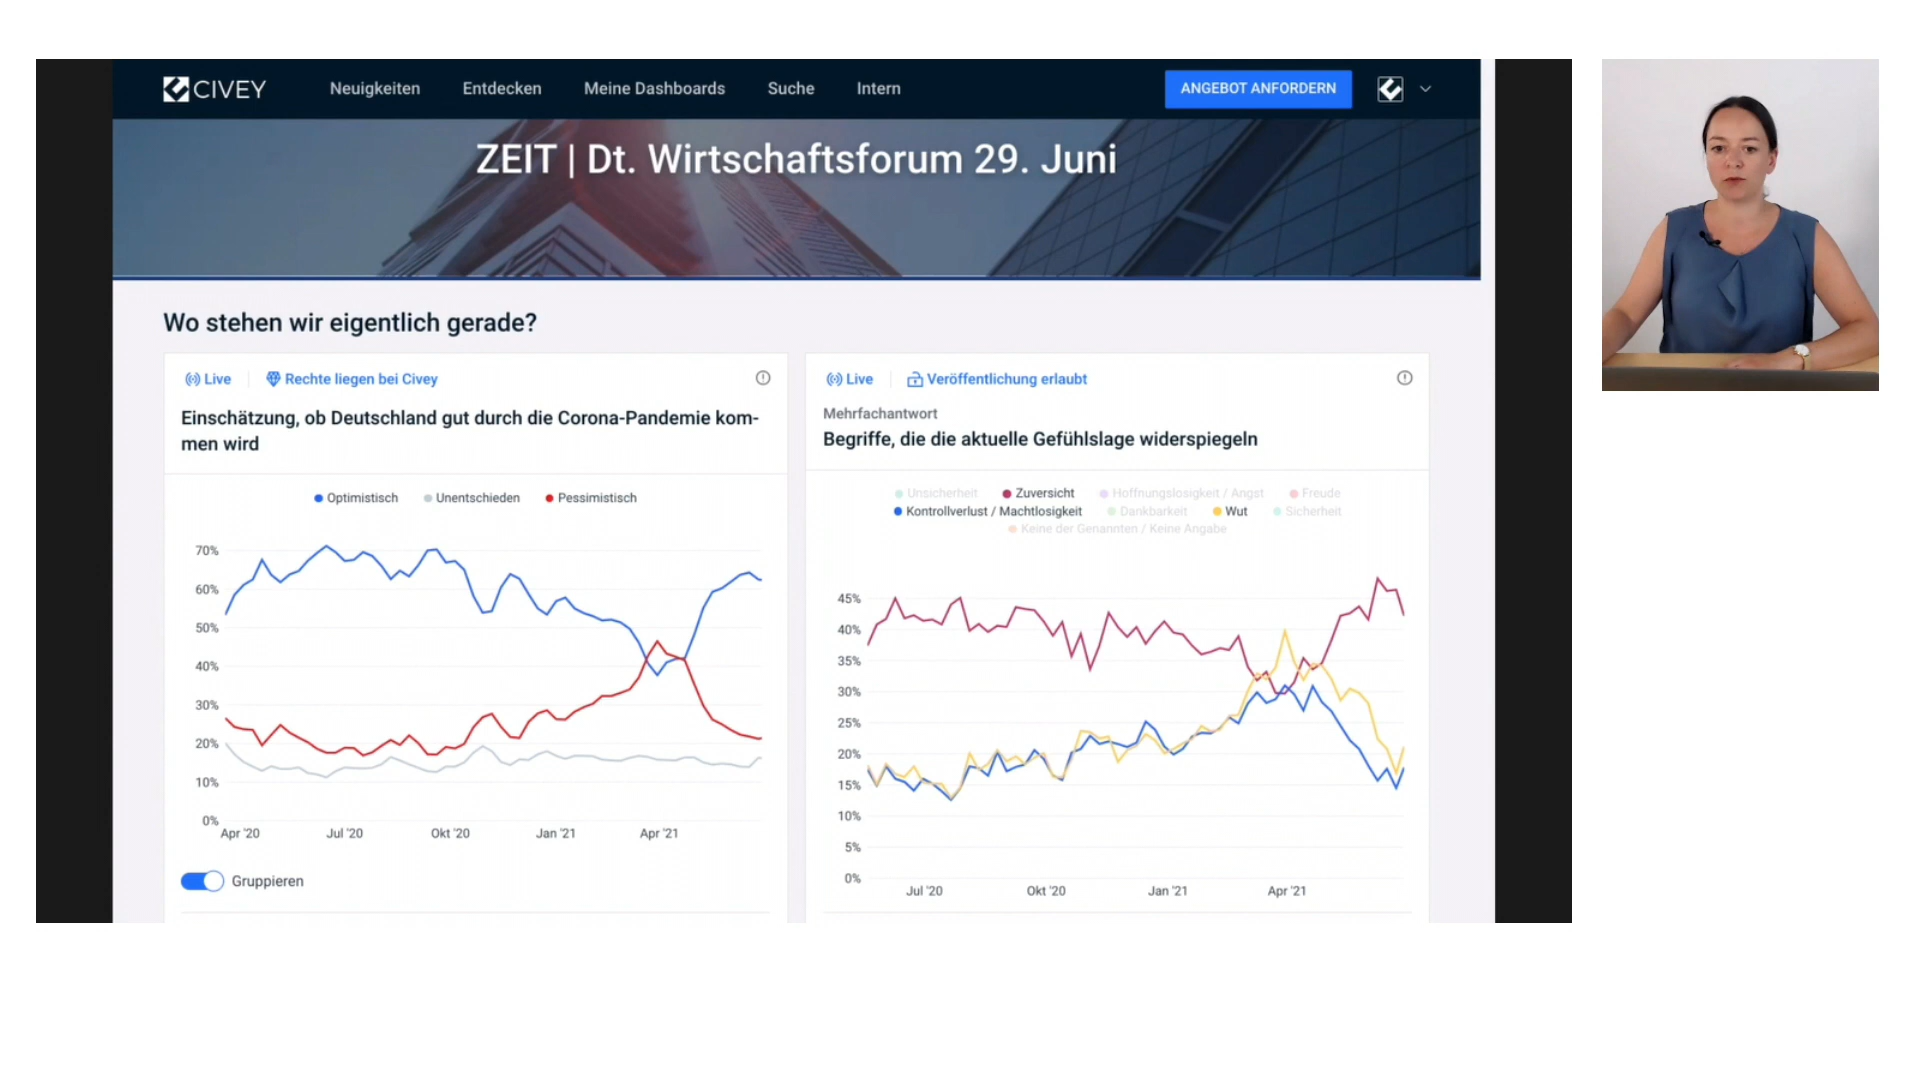 CIVEY
Neuigkeiten Entdecken Meine Dashboards Suche Intern
ANGEBOT ANFORDERN
ZEIT | Dt. Wirtschaftsforum 29. Juni
Wo stehen wir eigentlich gerade?
Live Rechte liegen bei Civey
Einschätzung, ob Deutschland gut durch die Corona-Pandemie kom-
men wird
Optimistisch Unentschieden Pessimistisch
70%
60%
50%
40%
30%
20%
10%
0%
Apr '20 Jul '20 Okt '20 Jan '21 Apr '21
Gruppieren
Live Veröffentlichung erlaubt
Mehrfachantwort
Begriffe, die die aktuelle Gefühlslage widerspiegeln
Unsicherheit Zuversicht Hoffnungslosigkeit / Angst Freude
Kontrollverlust / Machtlosigkeit Dankbarkeit Wut Sicherheit
Keine der Genannten / Keine Angabe
45%
40%
35%
30%
25%
20%
15%
10%
5%
0%
Jul '20 Okt '20 Jan '21 Apr '21